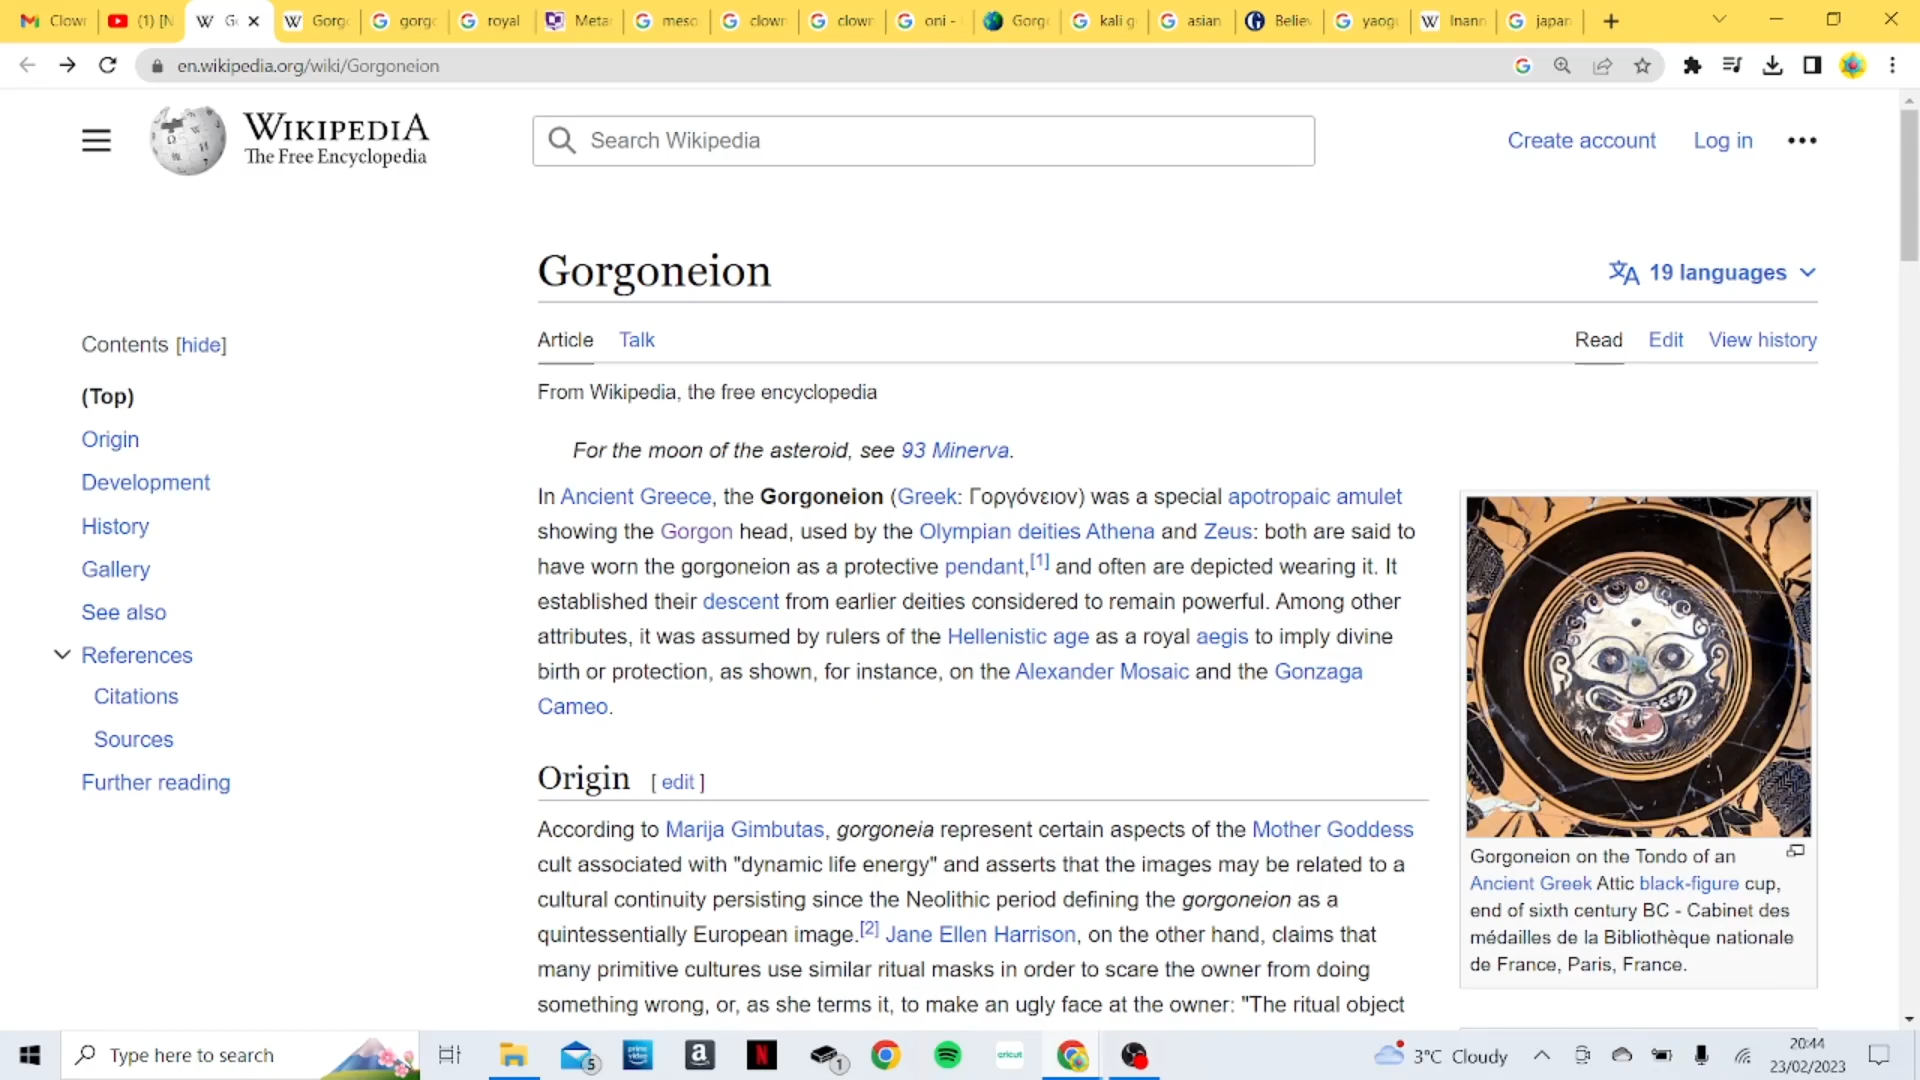 Clow
(1) [N
G
Gorg
gorg
royal
Meta
meso
clown
clown
oni -
Gorg
kali g
asian
Believ
yaog
Inann
japan
en.wikipedia.org/wiki/Gorgoneion
WIKIPEDIA
The Free Encyclopedia
Search Wikipedia
Create account
Log in
Gorgoneion
19 languages
Contents [hide]
(Top)
Origin
Development
History
Gallery
See also
References
Citations
Sources
Further reading
Article
Talk
Read
Edit
View history
From Wikipedia, the free encyclopedia
For the moon of the asteroid, see 93 Minerva.
In Ancient Greece, the Gorgoneion (Greek: Γοργόνειον) was a special apotropaic amulet
showing the Gorgon head, used by the Olympian deities Athena and Zeus: both are said to
have worn the gorgoneion as a protective pendant,[1] and often are depicted wearing it. It
established their descent from earlier deities considered to remain powerful. Among other
attributes, it was assumed by rulers of the Hellenistic age as a royal aegis to imply divine
birth or protection, as shown, for instance, on the Alexander Mosaic and the Gonzaga
Cameo.
Origin [ edit ]
According to Marija Gimbutas, gorgoneia represent certain aspects of the Mother Goddess
cult associated with "dynamic life energy" and asserts that the images may be related to a
cultural continuity persisting since the Neolithic period defining the gorgoneion as a
quintessentially European image.[2] Jane Ellen Harrison, on the other hand, claims that
many primitive cultures use similar ritual masks in order to scare the owner from doing
something wrong, or, as she terms it, to make an ugly face at the owner: "The ritual object
Gorgoneion on the Tondo of an
Ancient Greek Attic black-figure cup,
end of sixth century BC - Cabinet des
médailles de la Bibliothèque nationale
de France, Paris, France.
Type here to search
5
prime video
a
N
1
cricut
3°C Cloudy
20:44
23/02/2023